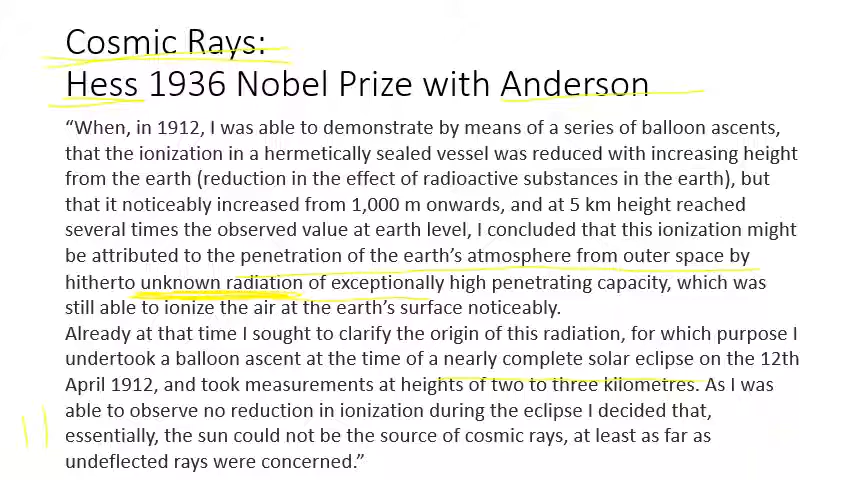 Cosmic Rays:
Hess 1936 Nobel Prize with Anderson
“When, in 1912, I was able to demonstrate by means of a series of balloon ascents,
that the ionization in a hermetically sealed vessel was reduced with increasing height
from the earth (reduction in the effect of radioactive substances in the earth), but
that it noticeably increased from 1,000 m onwards, and at 5 km height reached
several times the observed value at earth level, I concluded that this ionization might
be attributed to the penetration of the earth’s atmosphere from outer space by
hitherto unknown radiation of exceptionally high penetrating capacity, which was
still able to ionize the air at the earth’s surface noticeably.
Already at that time I sought to clarify the origin of this radiation, for which purpose I
undertook a balloon ascent at the time of a nearly complete solar eclipse on the 12th
April 1912, and took measurements at heights of two to three kilometres. As I was
able to observe no reduction in ionization during the eclipse I decided that,
essentially, the sun could not be the source of cosmic rays, at least as far as
undeflected rays were concerned.”